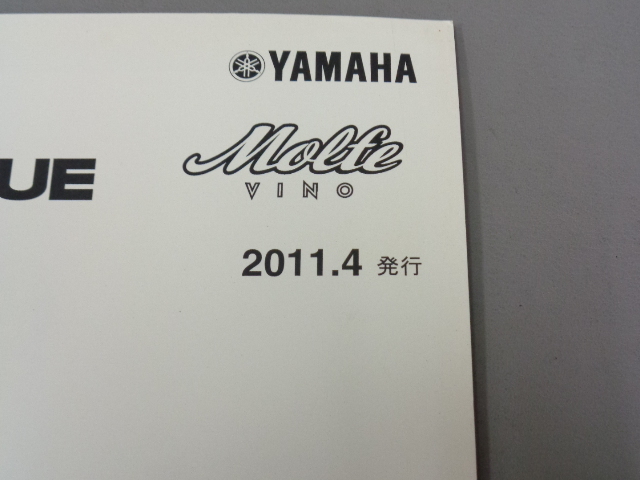 YAMAHA
Molfe
VINO
UE
2011.4 発行